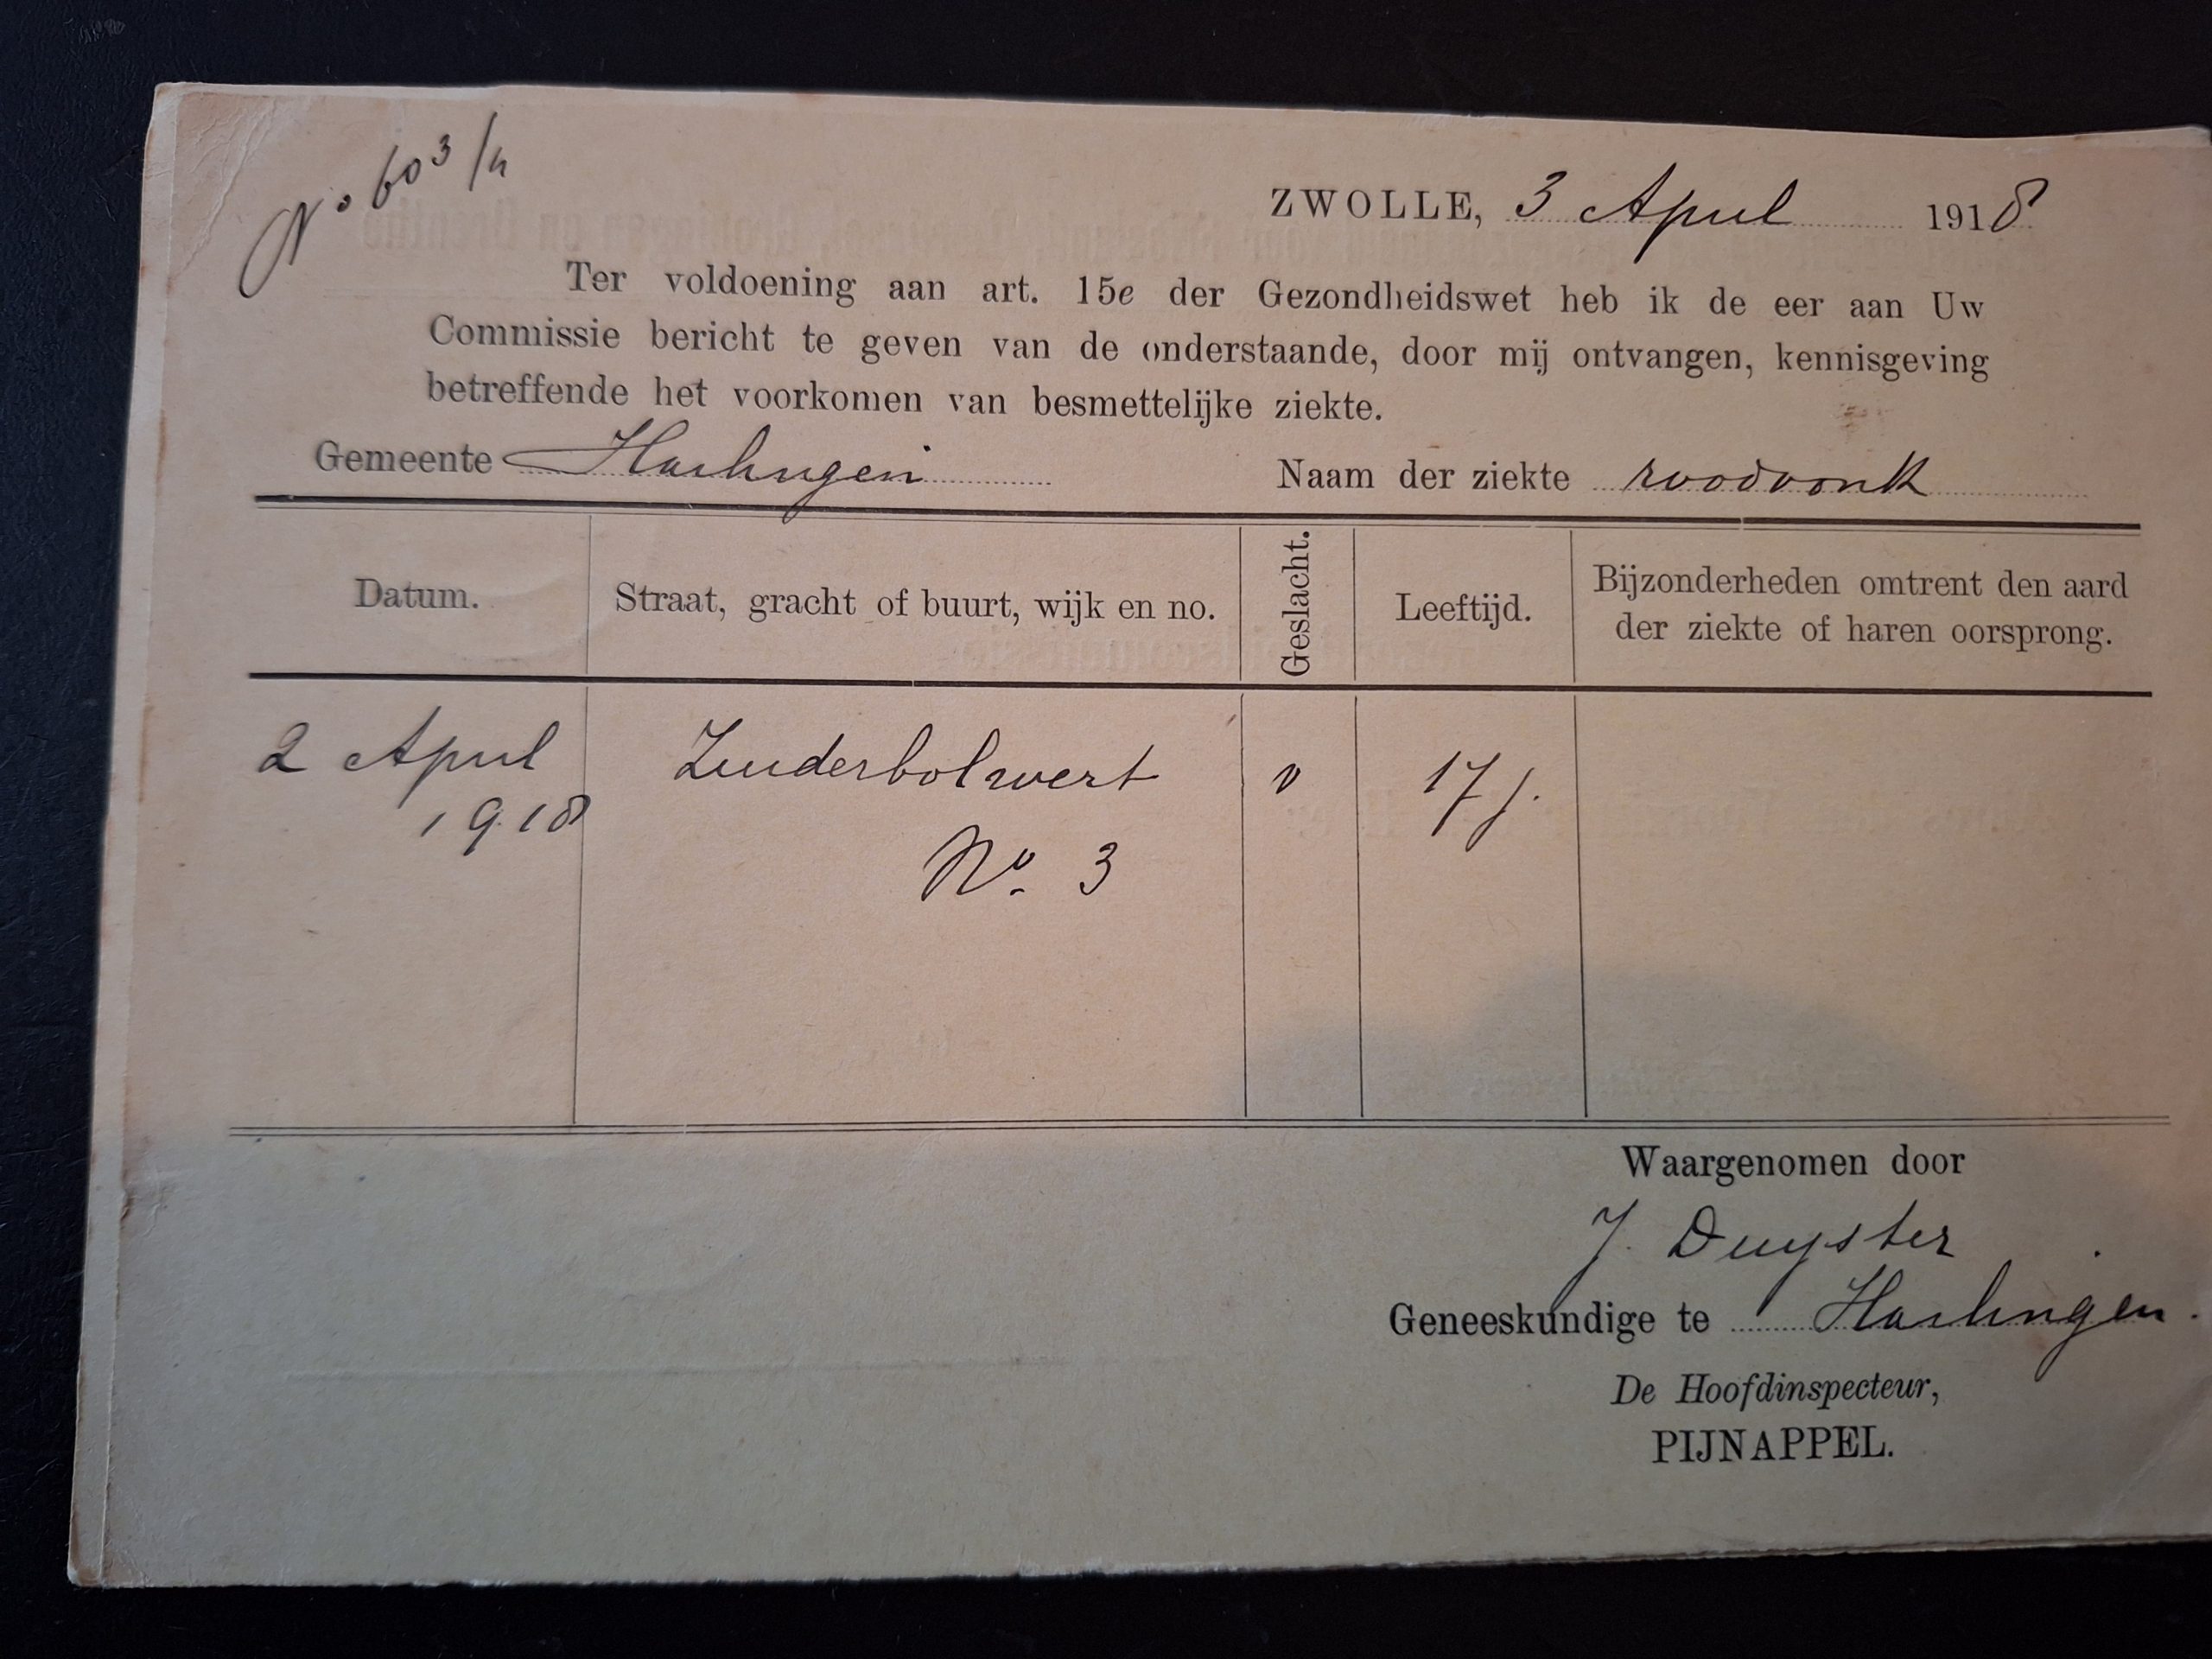 No 603/4
ZWOLLE, 3 April 1918
Ter voldoening aan art. 15e der Gezondheidswet heb ik de eer aan Uw
Commissie bericht te geven van de onderstaande, door mij ontvangen, kennisgeving
betreffende het voorkomen van besmettelijke ziekte.
Gemeente Harlingen Naam der ziekte roodvonk
Datum. Straat, gracht of buurt, wijk en no. Geslacht. Leeftijd. Bijzonderheden omtrent den aard
der ziekte of haren oorsprong.
2 April Zuiderbolwert v 17 j.
1918 No. 3
Waargenomen door
J. Duyster
Geneeskundige te Harlingen.
De Hoofdinspecteur,
PIJNAPPEL.